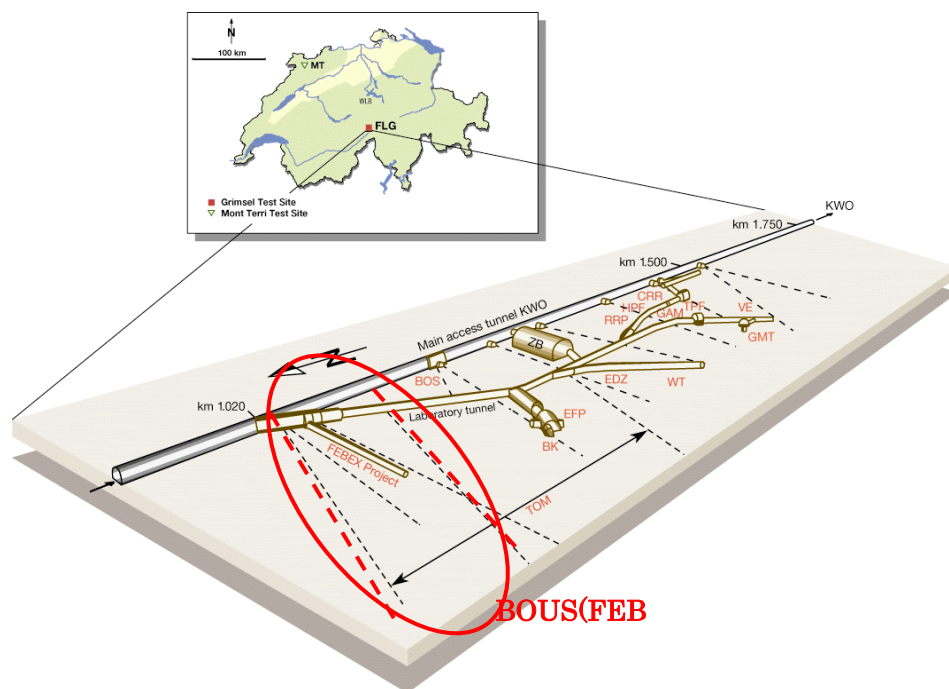 N
100 km
MT
WLB
FLG
Grimsel Test Site
Mont Terri Test Site
KWO
km 1.750
km 1.500
CRR
HPF
TPF
GAM
RRP
VE
GMT
Main access tunnel KWO
ZB
BOS
EDZ
WT
N
km 1.020
Laboratory tunnel
EFP
BK
FEBEX Project
TOM
BOUS(FEB